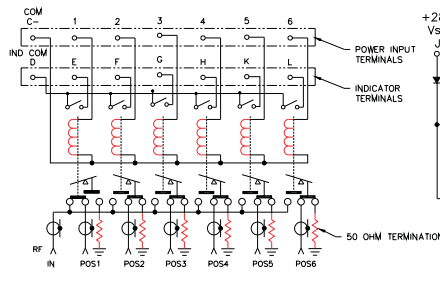 COM
C- 1 2 3 4 5 6
+28
Vs
J
POWER INPUT
TERMINALS
IND COM
D E F G H K L
INDICATOR
TERMINALS
50 OHM TERMINATION
RF IN POS1 POS2 POS3 POS4 POS5 POS6